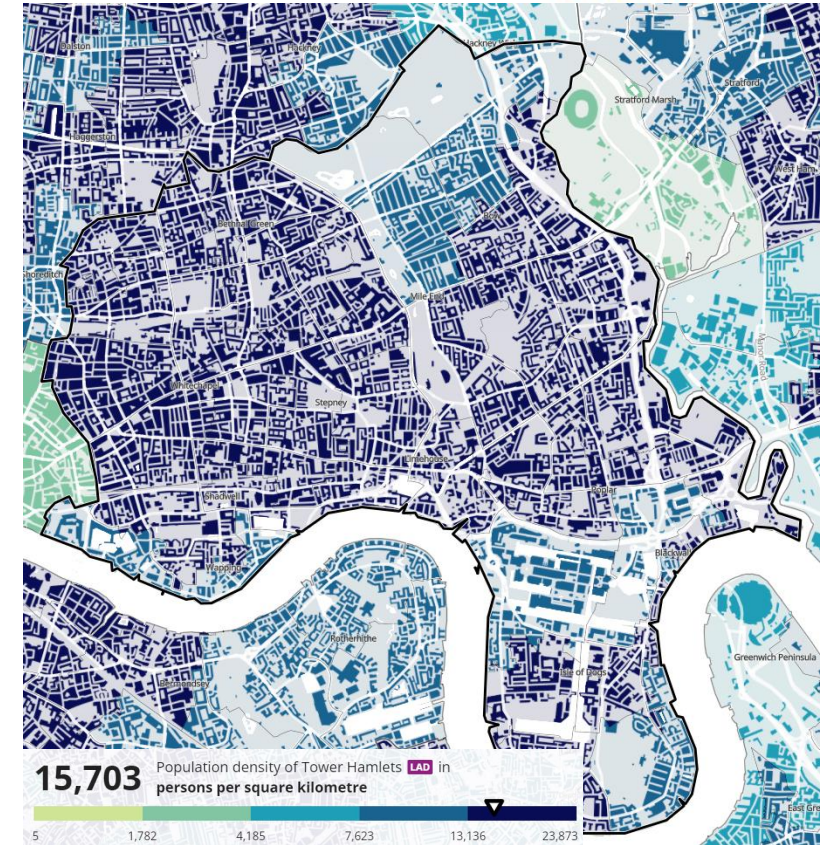 Dalston
Hackney
Hackney Wick
Stratford
Stratford Marsh
Haggerston
West Ham
Bethnal Green
Bow
Shoreditch
Mile End
Manor Road
Whitechapel
Stepney
Limehouse
Shadwell
Poplar
Wapping
Blackwall
Rotherhithe
Greenwich Peninsula
Isle of Dogs
Bermondsey
15,703 Population density of Tower Hamlets LAD in
persons per square kilometre
East Gre
5 1,782 4,185 7,623 13,136 23,873